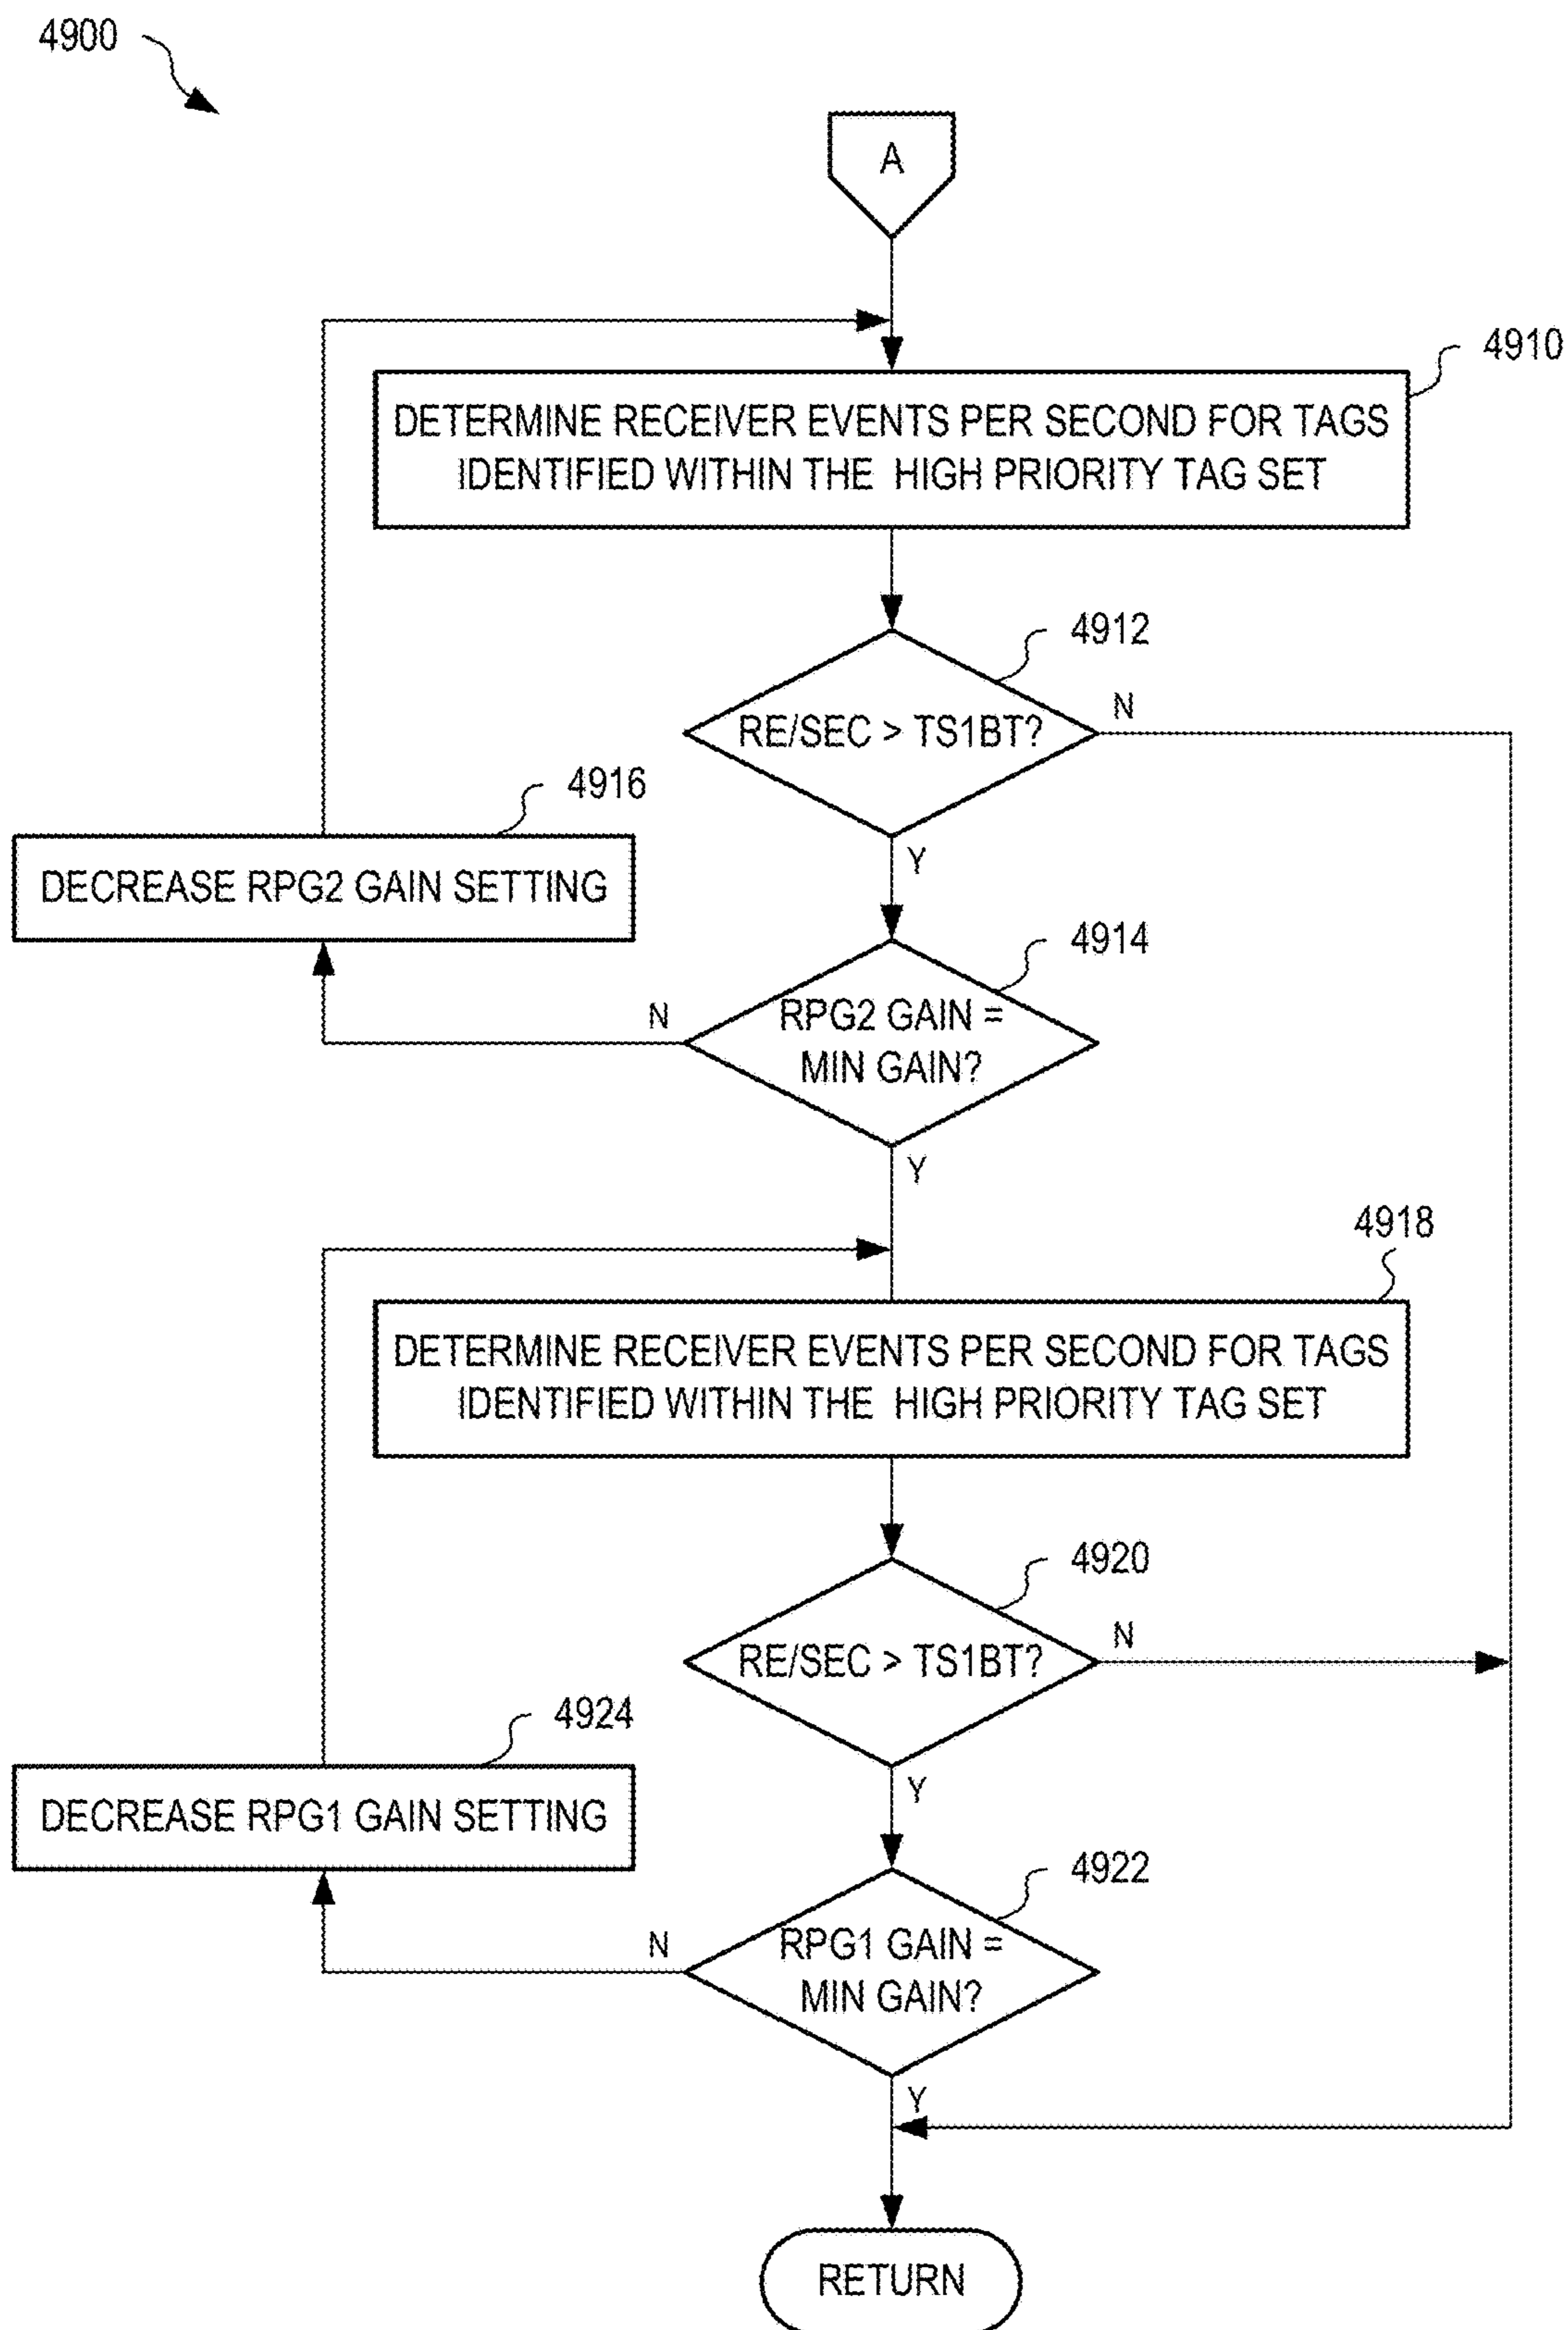 4900
A
4910
DETERMINE RECEIVER EVENTS PER SECOND FOR TAGS
IDENTIFIED WITHIN THE HIGH PRIORITY TAG SET
4912
RE/SEC > TS1BT?
N
Y
4916
DECREASE RPG2 GAIN SETTING
4914
RPG2 GAIN =
MIN GAIN?
N
Y
4918
DETERMINE RECEIVER EVENTS PER SECOND FOR TAGS
IDENTIFIED WITHIN THE HIGH PRIORITY TAG SET
4920
RE/SEC > TS1BT?
N
Y
4924
DECREASE RPG1 GAIN SETTING
4922
RPG1 GAIN =
MIN GAIN?
N
Y
RETURN